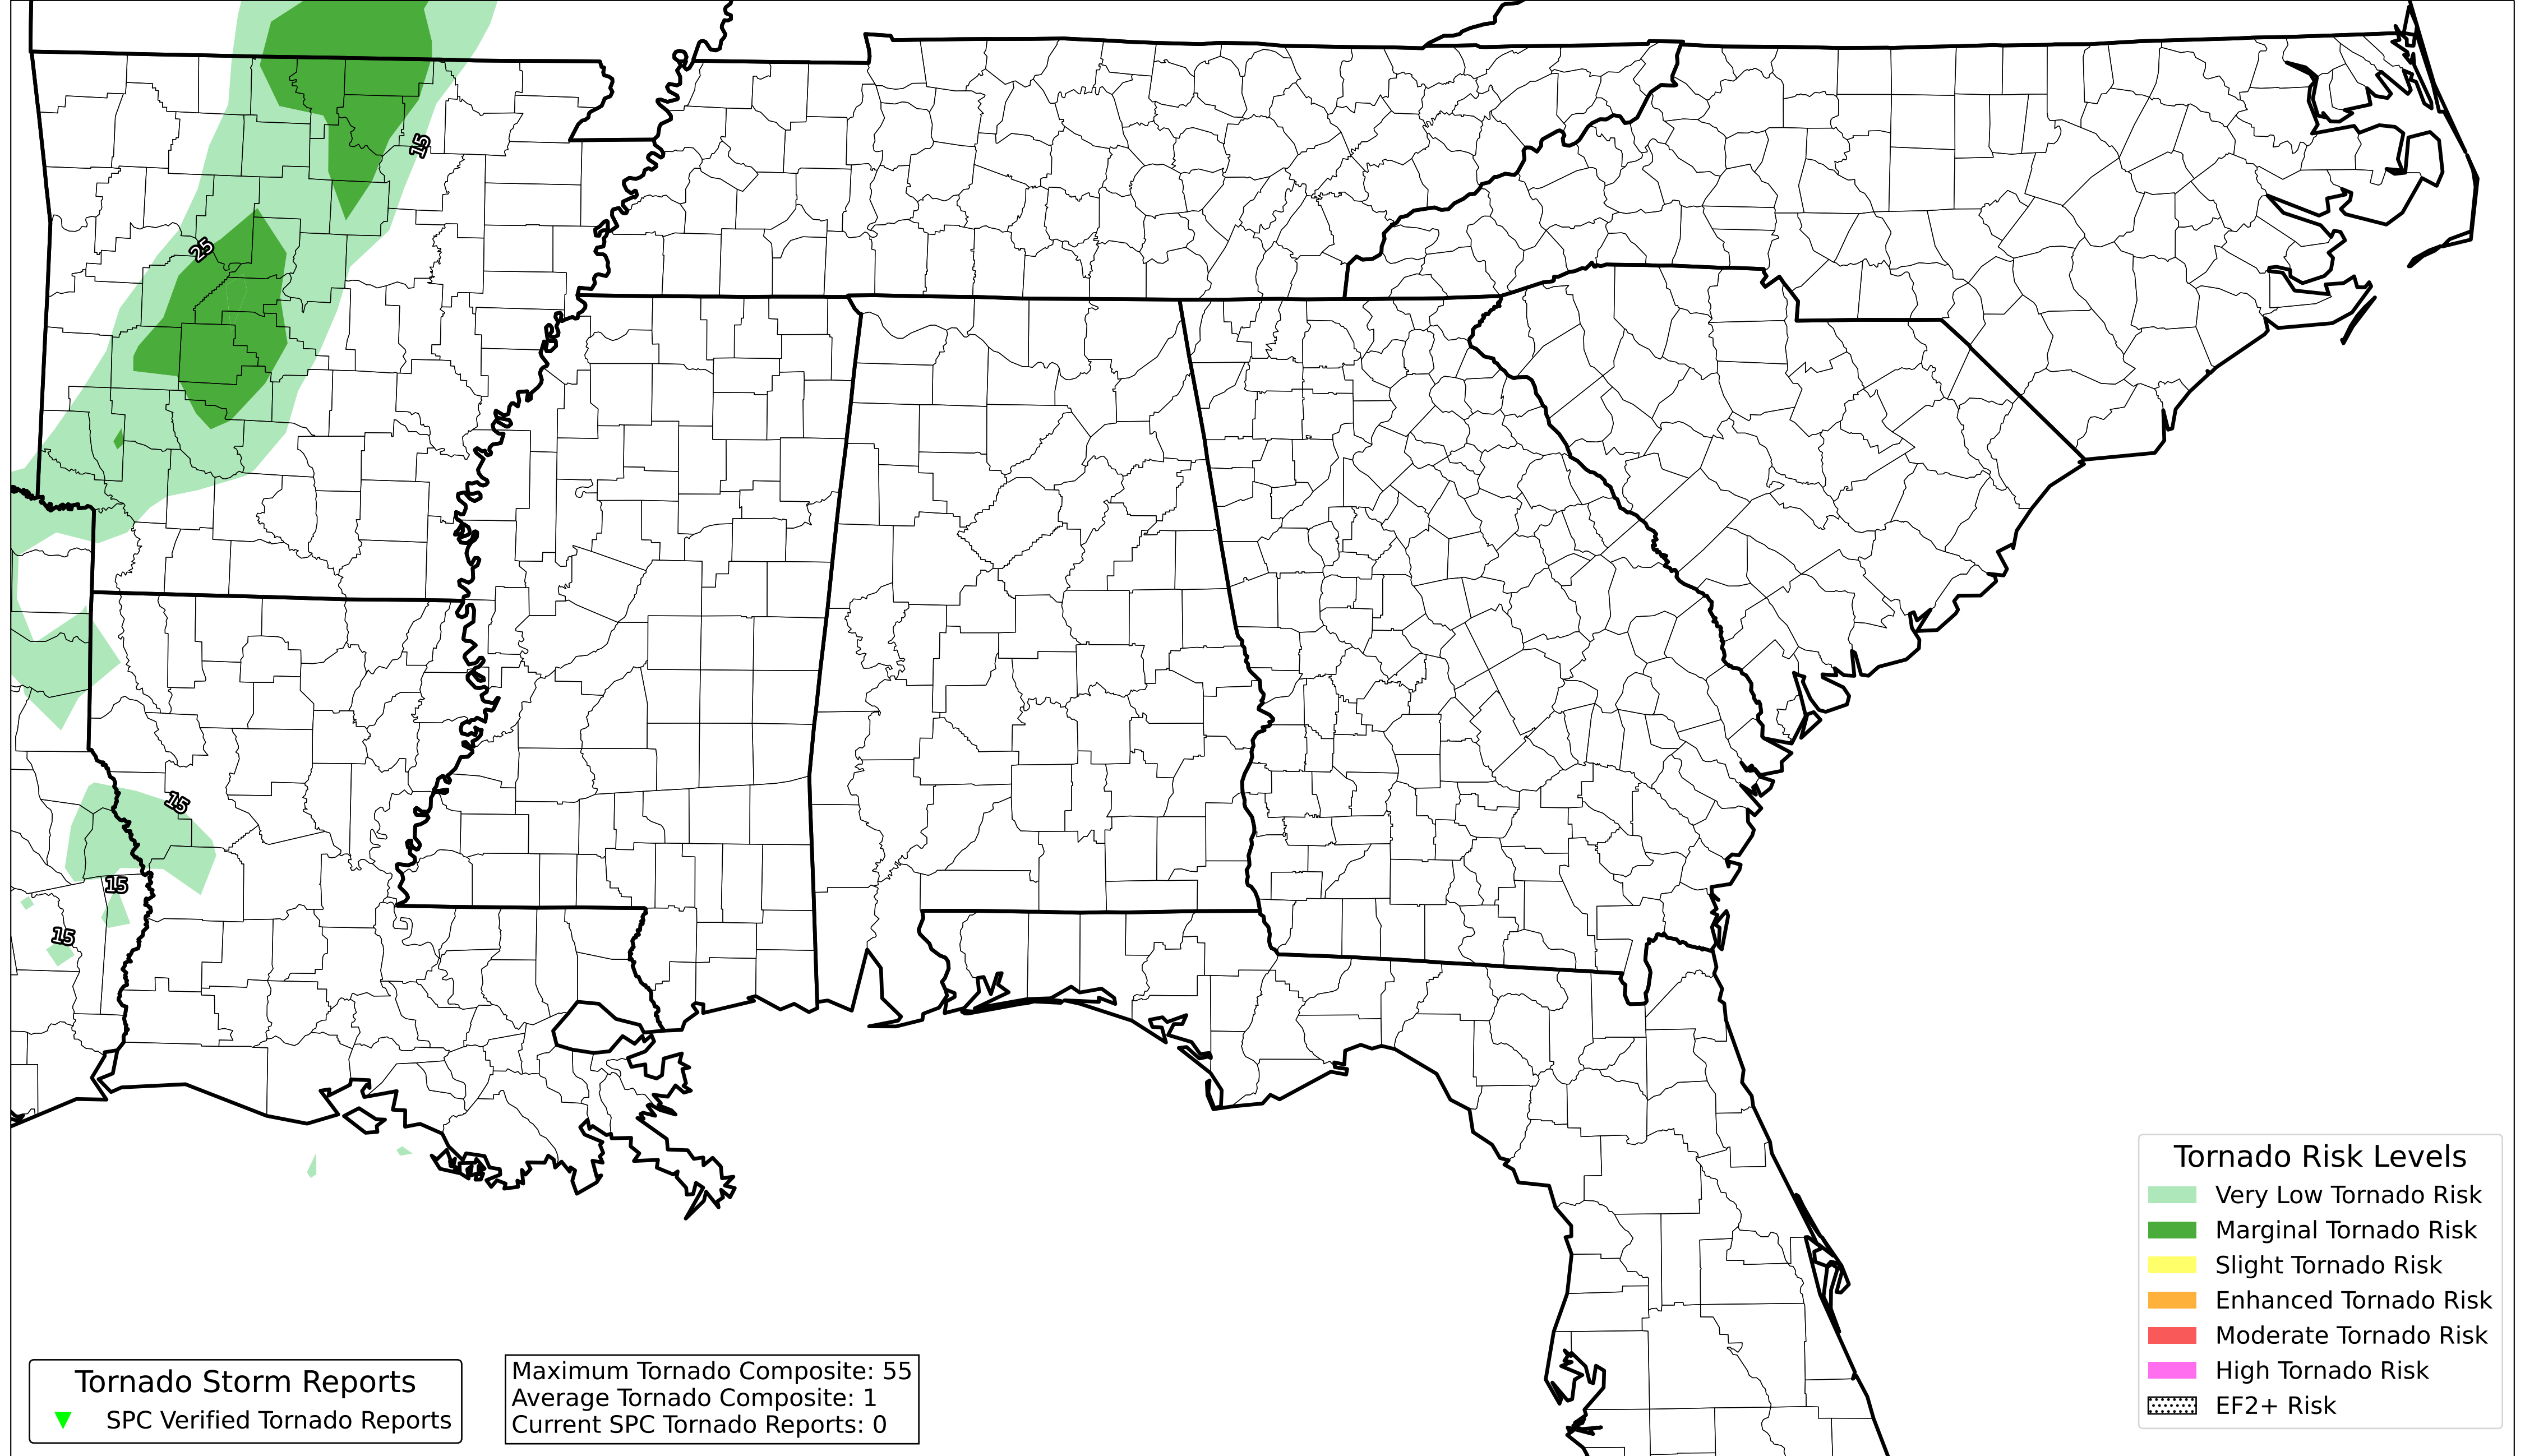 15
25
15
15
15
Tornado Risk Levels
Very Low Tornado Risk
Marginal Tornado Risk
Slight Tornado Risk
Enhanced Tornado Risk
Moderate Tornado Risk
High Tornado Risk
EF2+ Risk
Tornado Storm Reports
SPC Verified Tornado Reports
Maximum Tornado Composite: 55
Average Tornado Composite: 1
Current SPC Tornado Reports: 0